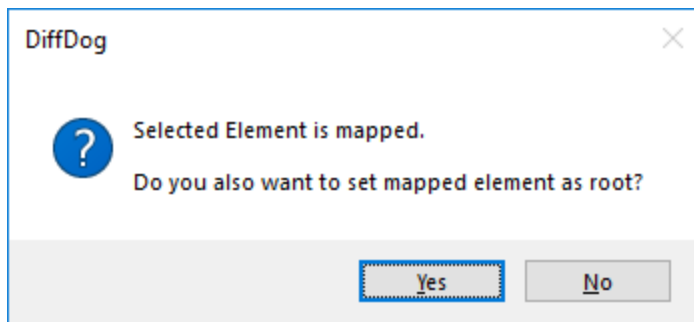 DiffDog
Selected Element is mapped.
Do you also want to set mapped element as root?
Yes
No